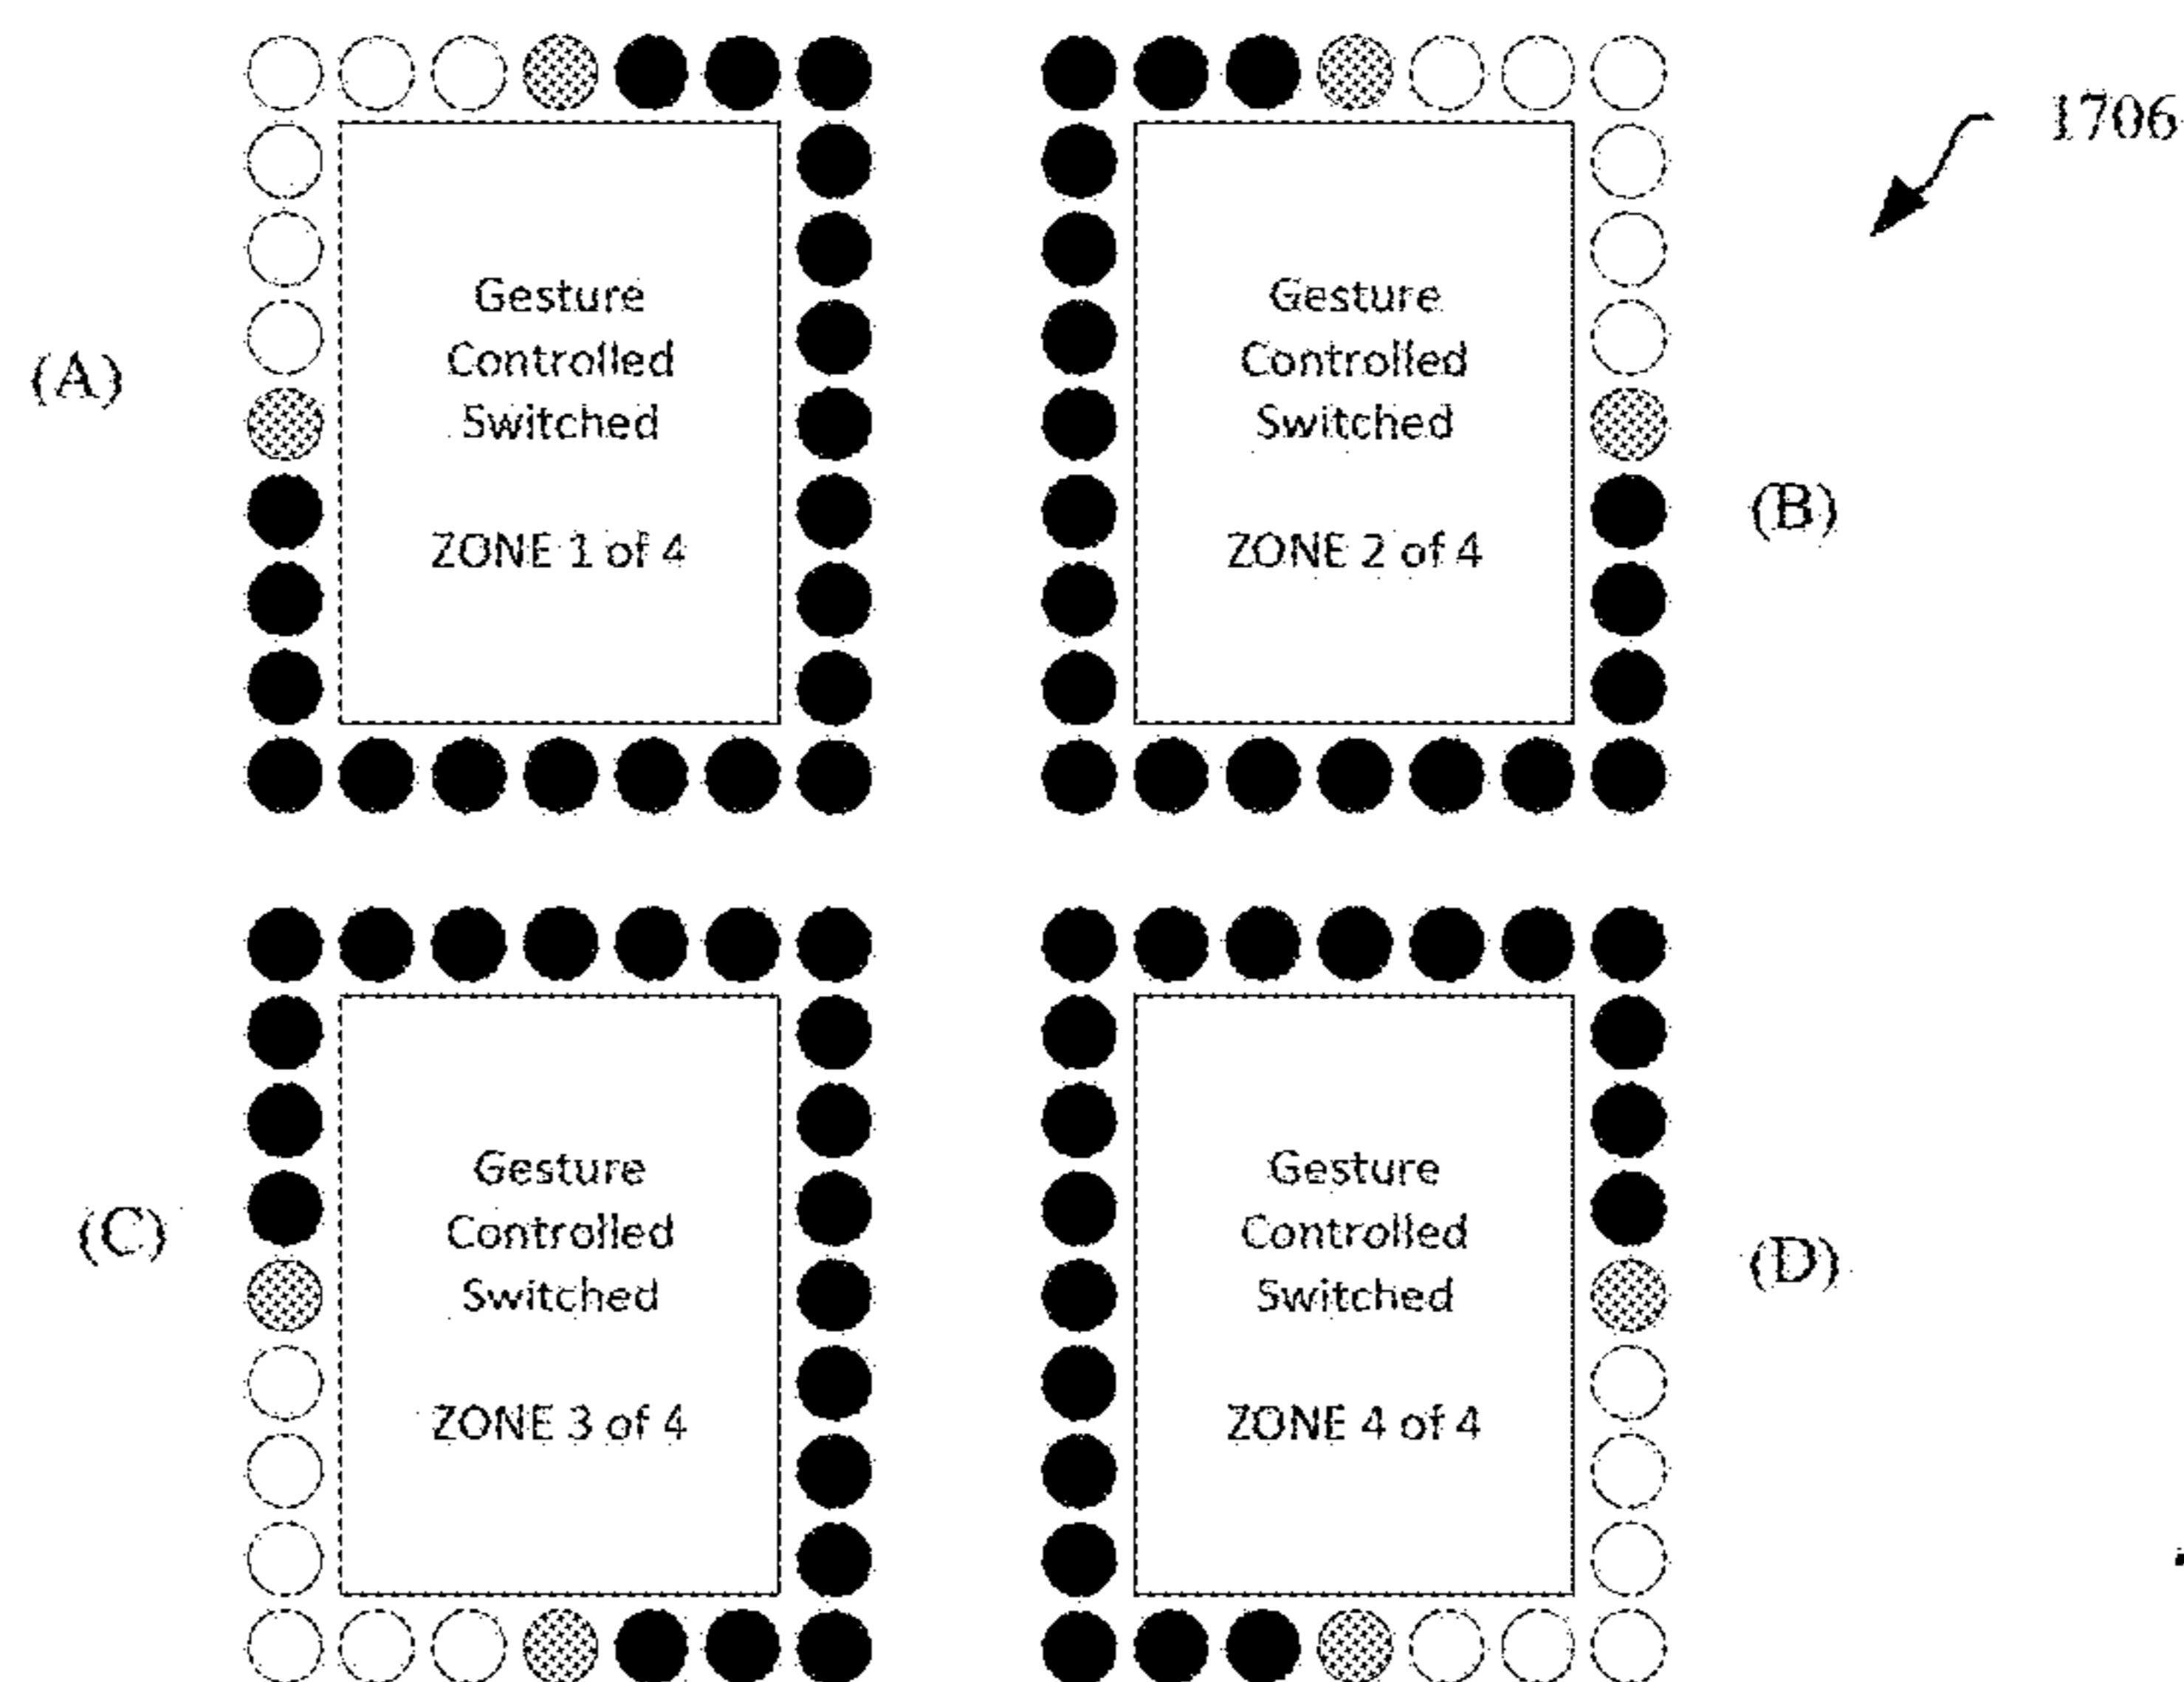 1706
(A)
Gesture
Controlled
Switched
ZONE 1 of 4
Gesture
Controlled
Switched
ZONE 2 of 4
(B)
(C)
Gesture
Controlled
Switched
ZONE 3 of 4
Gesture
Controlled
Switched
ZONE 4 of 4
(D)